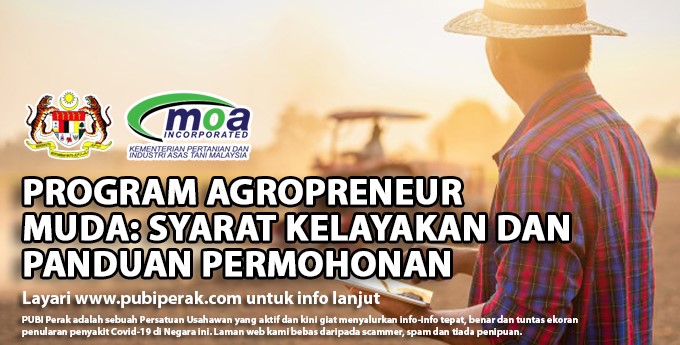 moa
INCORPORATED
KEMENTERIAN PERTANIAN DAN
INDUSTRI ASAS TANI MALAYSIA
PROGRAM AGROPRENEUR
MUDA: SYARAT KELAYAKAN DAN
PANDUAN PERMOHONAN
Layari www.pubiperak.com untuk info lanjut
PUBI Perak adalah sebuah Persatuan Usahawan yang aktif dan kini giat menyalurkan info-info tepat, benar dan tuntas ekoran
penularan penyakit Covid-19 di Negara ini. Laman web kami bebas daripada scammer, spam dan tiada penipuan.